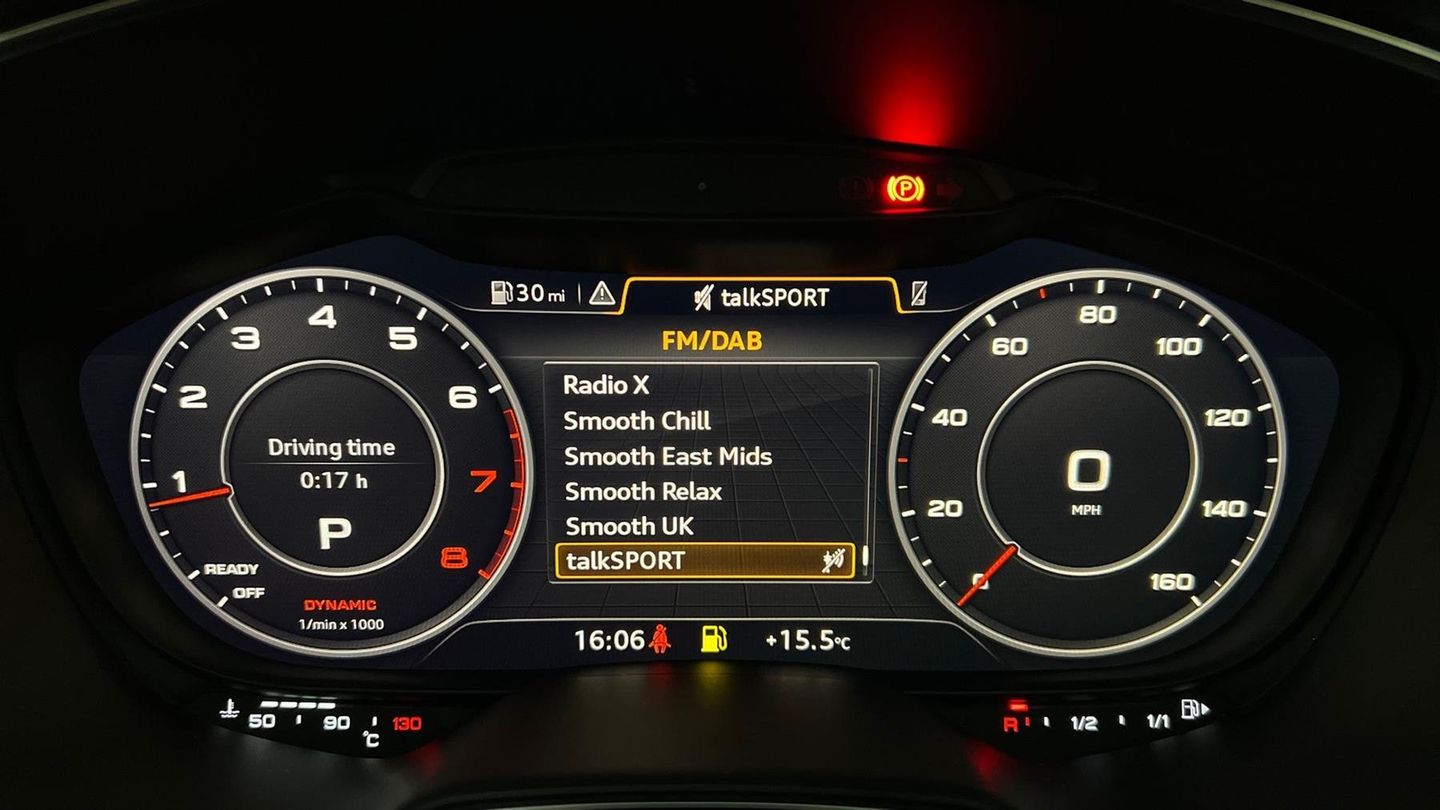 P
30 mi
talkSPORT
FM/DAB
Radio X
Smooth Chill
Smooth East Mids
Smooth Relax
Smooth UK
talkSPORT
1
2
3
4
5
6
7
8
Driving time
0:17 h
P
READY
OFF
DYNAMIC
1/min x 1000
0
20
40
60
80
100
120
140
160
0
MPH
16:06
+15.5°C
50
90
130
°C
R
1/2
1/1